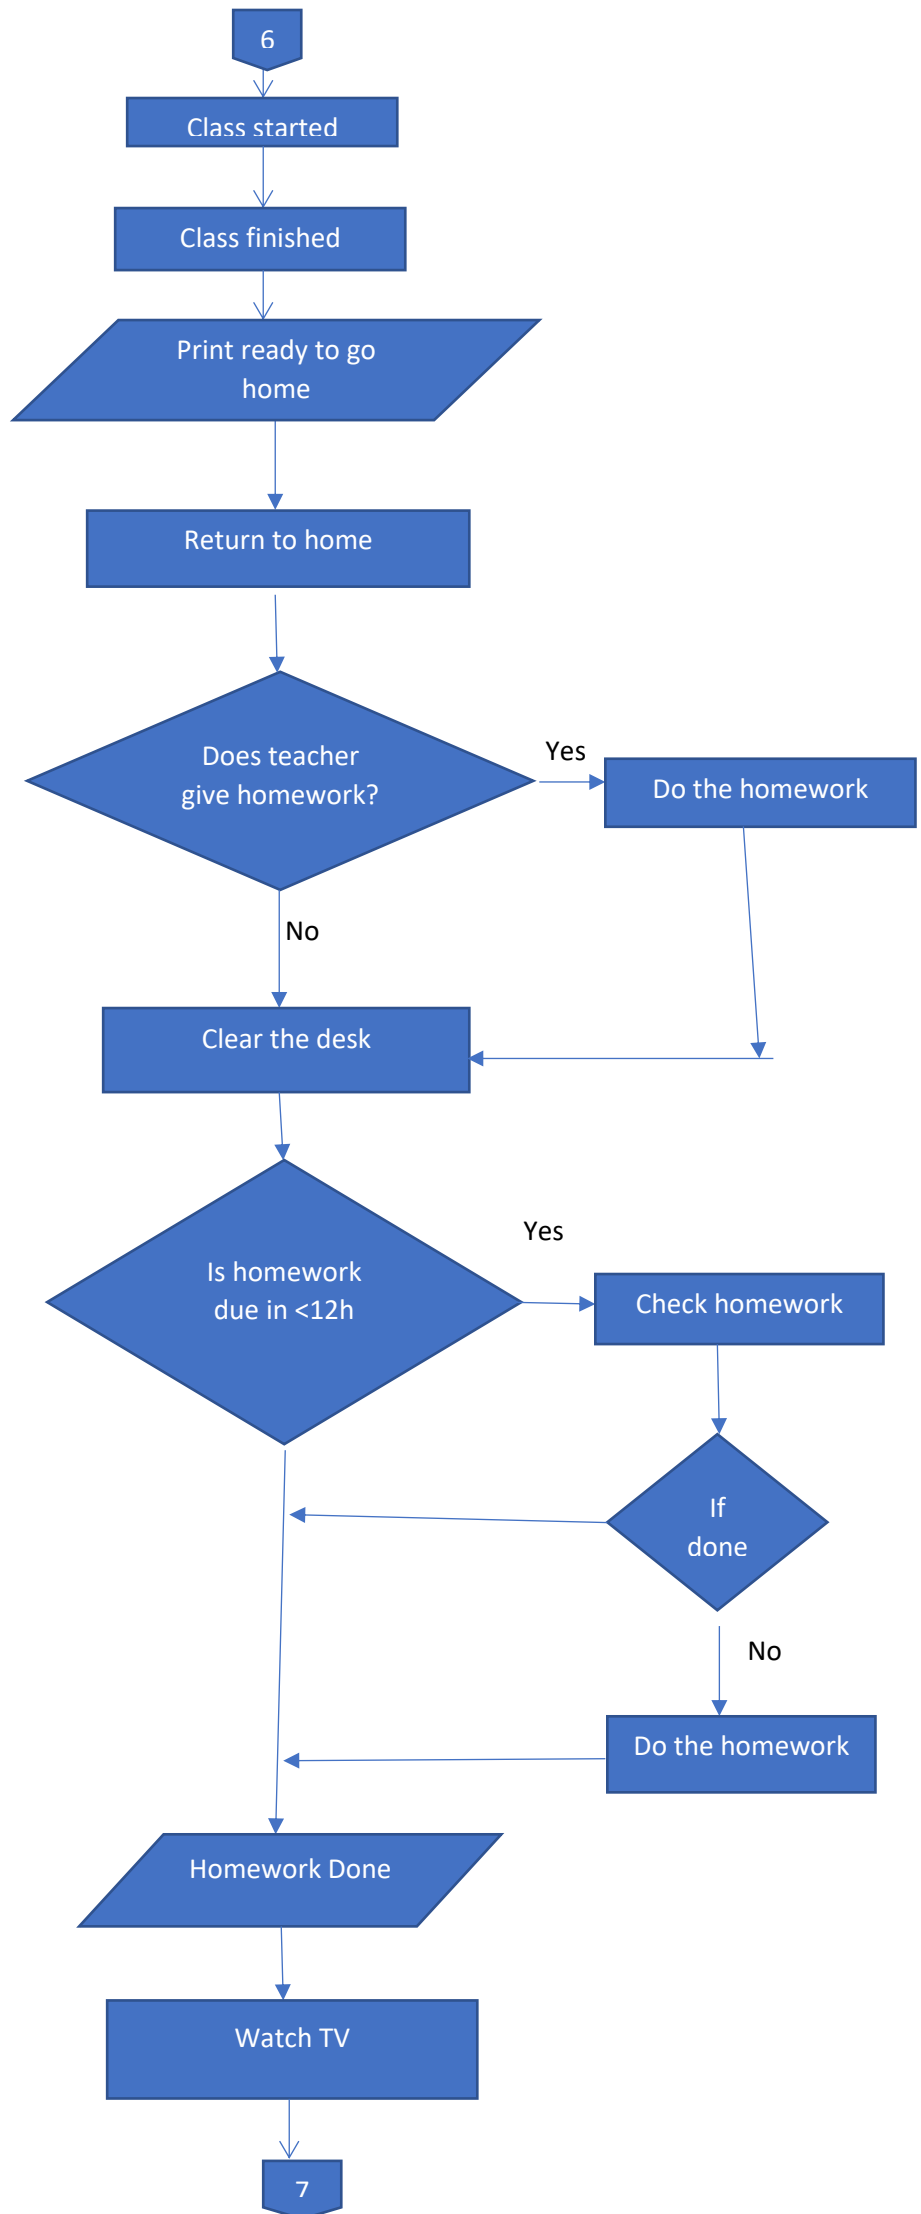 6
Class started
Class finished
Print ready to go
home
Return to home
Does teacher
give homework?
Yes
Do the homework
No
Clear the desk
Is homework
due in <12h
Yes
Check homework
If
done
No
Do the homework
Homework Done
Watch TV
7